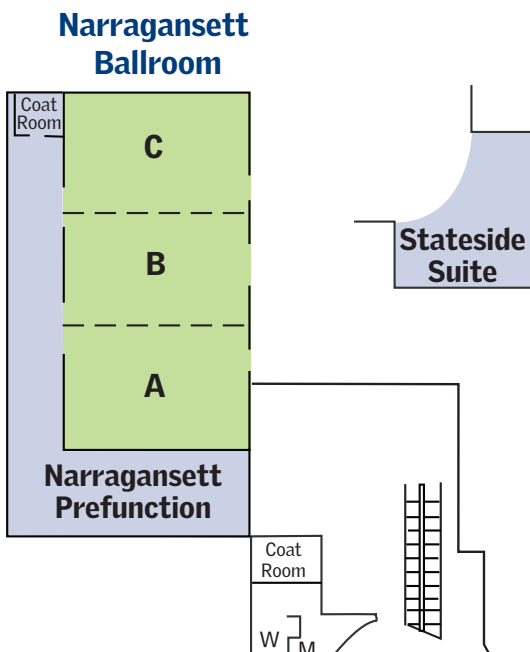 Narragansett
Ballroom
Coat
Room
C
B
A
Stateside
Suite
Narragansett
Prefunction
Coat
Room
W
M